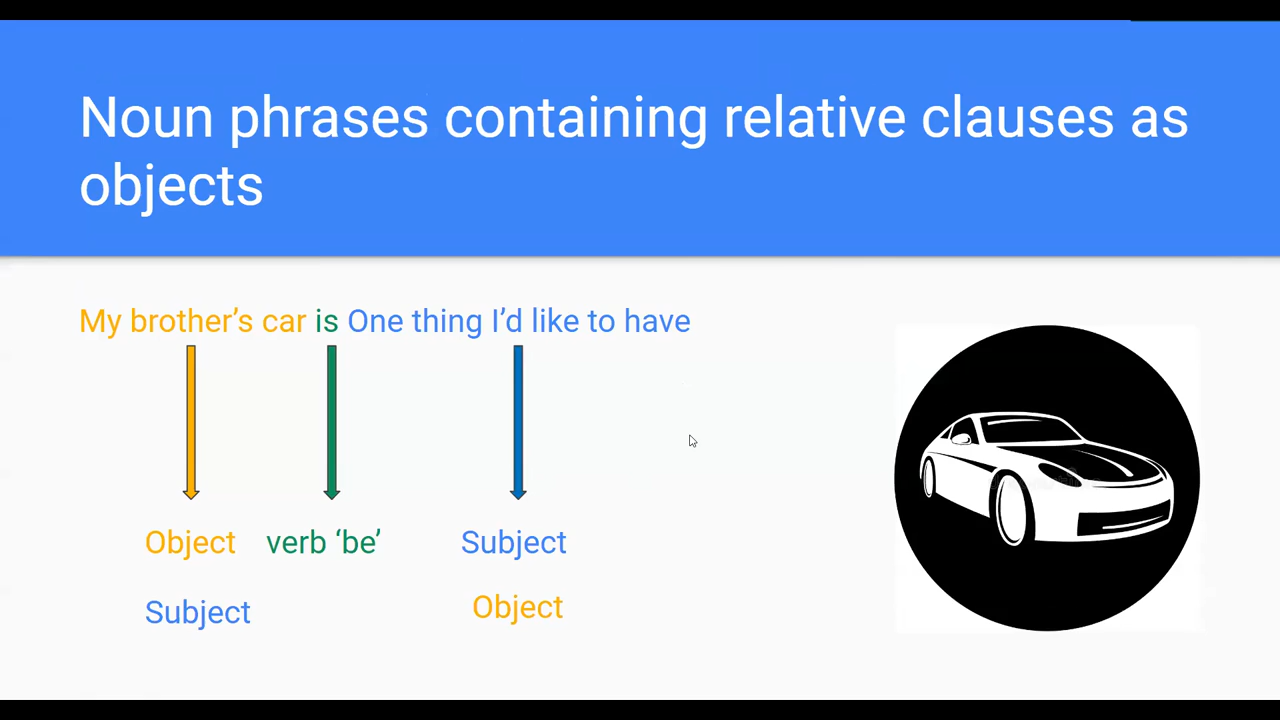 Noun phrases containing relative clauses as
objects
My brother’s car is One thing I’d like to have
Object verb ‘be’ Subject
Subject Object